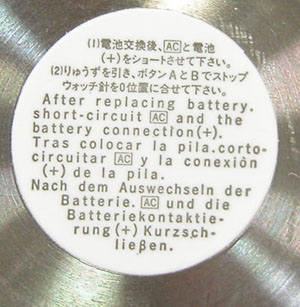 (1)電池交換後、[AC]と電池
(+)をショートさせて下さい。
(2)りゅうずを引き、ボタンAとBでストップ
ウォッチ針を0位置に合せて下さい。
After replacing battery.
short-circuit [AC] and the
battery connection(+).
Tras colocar la pila.corto-
circuitar [AC] y la conexiòn
(+) de la pila.
Nach dem Auswechseln der
Batterie. [AC] und die
Batteriekontaktie-
rung(+) Kurzsch-
ließen.